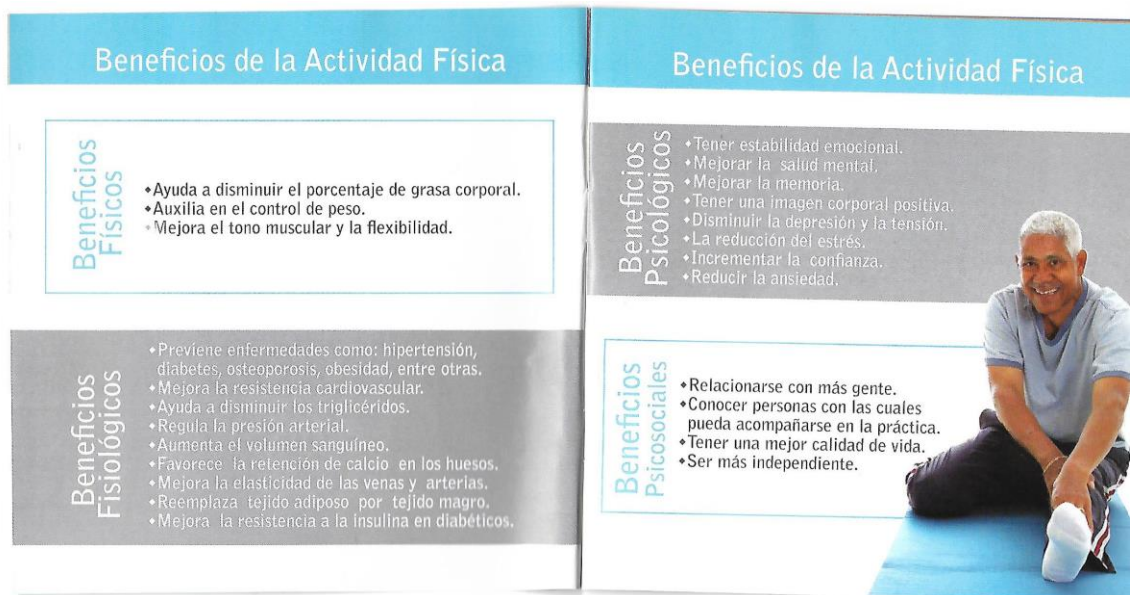 Beneficios de la Actividad Física
Beneficios
Físicos
Ayuda a disminuir el porcentaje de grasa corporal.
Auxilia en el control de peso.
Mejora el tono muscular y la flexibilidad.
Beneficios
Fisiológicos
Previene enfermedades como: hipertensión,
diabetes, osteoporosis, obesidad, entre otras.
Mejora la resistencia cardiovascular.
Ayuda a disminuir los triglicéridos.
Regula la presión arterial.
Aumenta el volumen sanguíneo.
Favorece la retención de calcio en los huesos.
Mejora la elasticidad de las venas y arterias.
Reemplaza tejido adiposo por tejido magro.
Mejora la resistencia a la insulina en diabéticos.
Beneficios de la Actividad Física
Beneficios
Psicológicos
Tener estabilidad emocional.
Mejorar la salud mental.
Mejorar la memoria.
Tener una imagen corporal positiva.
Disminuir la depresión y la tensión.
La reducción del estrés.
Incrementar la confianza.
Reducir la ansiedad.
Beneficios
Psicosociales
Relacionarse con más gente.
Conocer personas con las cuales
pueda acompañarse en la práctica.
Tener una mejor calidad de vida.
Ser más independiente.